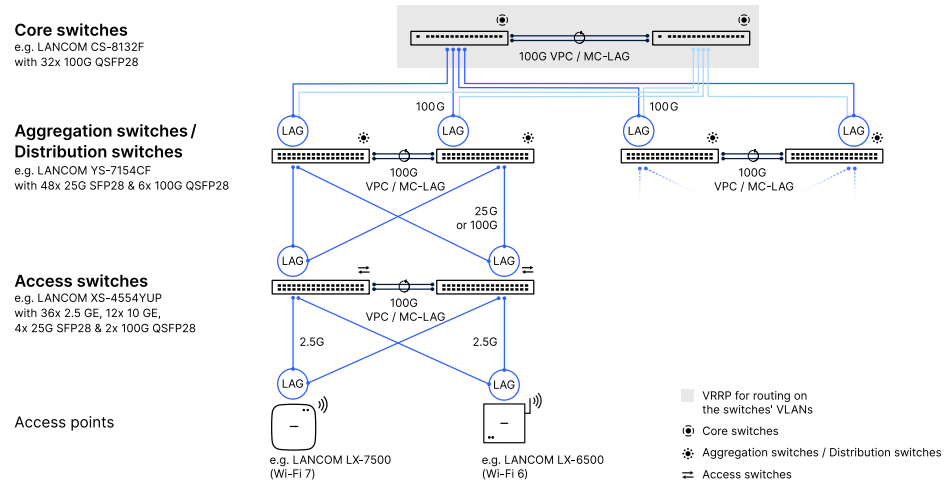 Core switches
e.g. LANCOM CS-8132F
with 32x 100G QSFP28
100G VPC / MC-LAG
100G
100G
LAG
LAG
LAG
LAG
Aggregation switches /
Distribution switches
e.g. LANCOM YS-7154CF
with 48x 25G SFP28 & 6x 100G QSFP28
100G
VPC / MC-LAG
100G
VPC / MC-LAG
25G
or 100G
LAG
LAG
Access switches
e.g. LANCOM XS-4554YUP
with 36x 2.5 GE, 12x 10 GE,
4x 25G SFP28 & 2x 100G QSFP28
100G
VPC / MC-LAG
2.5G
2.5G
LAG
LAG
Access points
e.g. LANCOM LX-7500
(Wi-Fi 7)
e.g. LANCOM LX-6500
(Wi-Fi 6)
VRRP for routing on
the switches' VLANs
Core switches
Aggregation switches / Distribution switches
Access switches